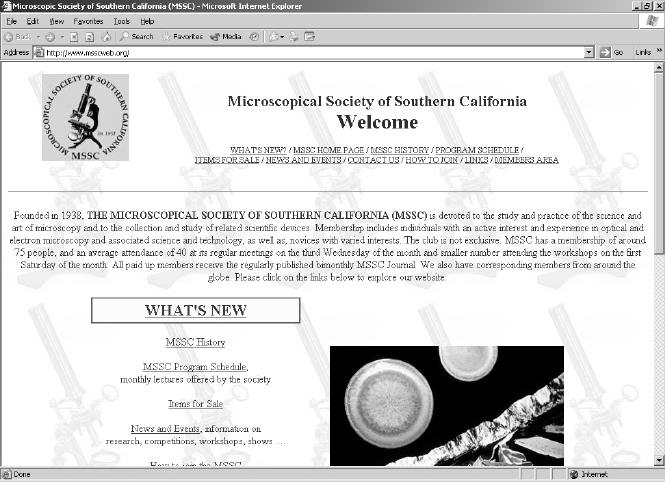 Microscopic Society of Southern California (MSSC) - Microsoft Internet Explorer
File Edit View Favorites Tools Help
Back Search Favorites Media
Address http://www.msscweb.org/ Go Links »
MICROSCOPICAL SOCIETY OF SOUTHERN CALIFORNIA
MSSC
Microscopical Society of Southern California
Welcome
WHAT'S NEW? / MSSC HOME PAGE / MSSC HISTORY / PROGRAM SCHEDULE /
ITEMS FOR SALE / NEWS AND EVENTS / CONTACT US / HOW TO JOIN / LINKS / MEMBERS AREA
Founded in 1938, THE MICROSCOPICAL SOCIETY OF SOUTHERN CALIFORNIA (MSSC) is devoted to the study and practice of the science and
art of microscopy and to the collection and study of related scientific devices. Membership includes individuals with an active interest and experience in optical and
electron microscopy and associated science and technology, as well as, novices with varied interests. The club is not exclusive. MSSC has a membership of around
75 people, and an average attendance of 40 at its regular meetings on the third Wednesday of the month and smaller number attending the workshops on the first
Saturday of the month. All paid up members receive the regularly published bimonthly MSSC Journal. We also have corresponding members from around the
globe. Please click on the links below to explore our website:
WHAT'S NEW
MSSC History
MSSC Program Schedule,
monthly lectures offered by the society
Items for Sale
News and Events, information on
research, competitions, workshops, shows ....
How to join the MSSC
Done Internet